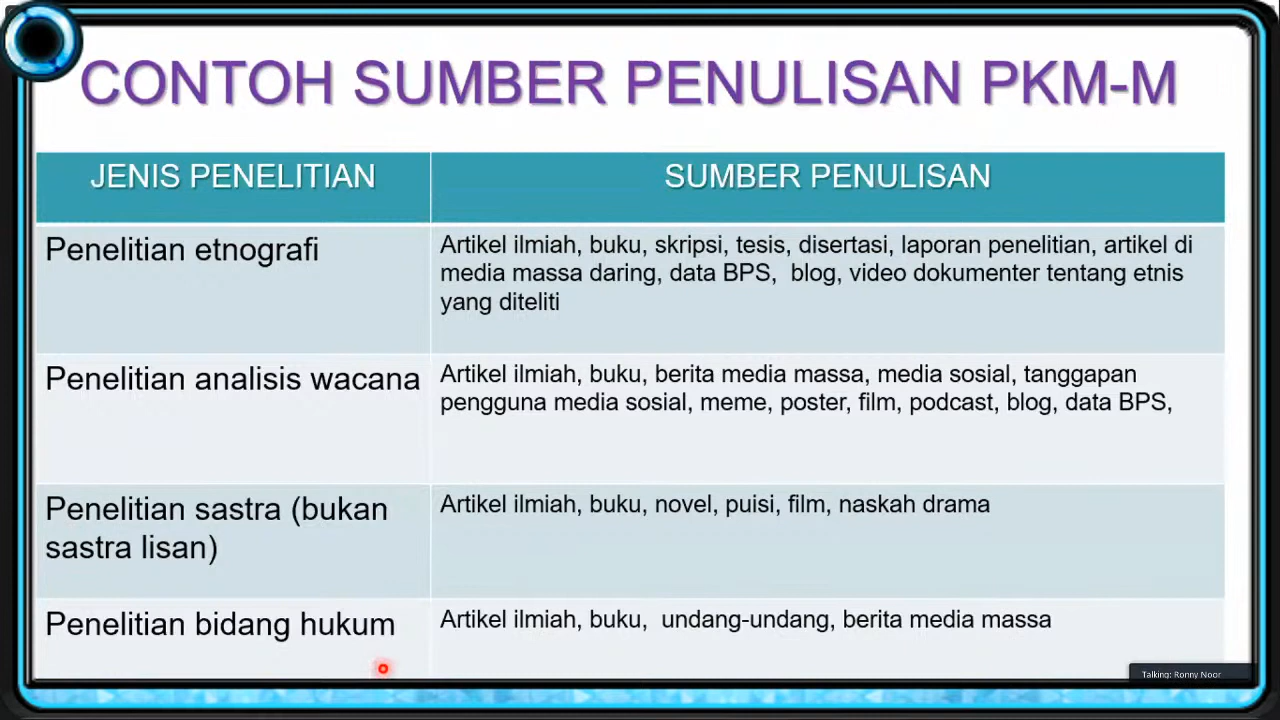 CONTOH SUMBER PENULISAN PKM-M
JENIS PENELITIAN
SUMBER PENULISAN
Penelitian etnografi
Artikel ilmiah, buku, skripsi, tesis, disertasi, laporan penelitian, artikel di
media massa daring, data BPS, blog, video dokumenter tentang etnis
yang diteliti
Penelitian analisis wacana
Artikel ilmiah, buku, berita media massa, media sosial, tanggapan
pengguna media sosial, meme, poster, film, podcast, blog, data BPS,
Penelitian sastra (bukan
sastra lisan)
Artikel ilmiah, buku, novel, puisi, film, naskah drama
Penelitian bidang hukum
Artikel ilmiah, buku, undang-undang, berita media massa
Talking: Ronny Noor